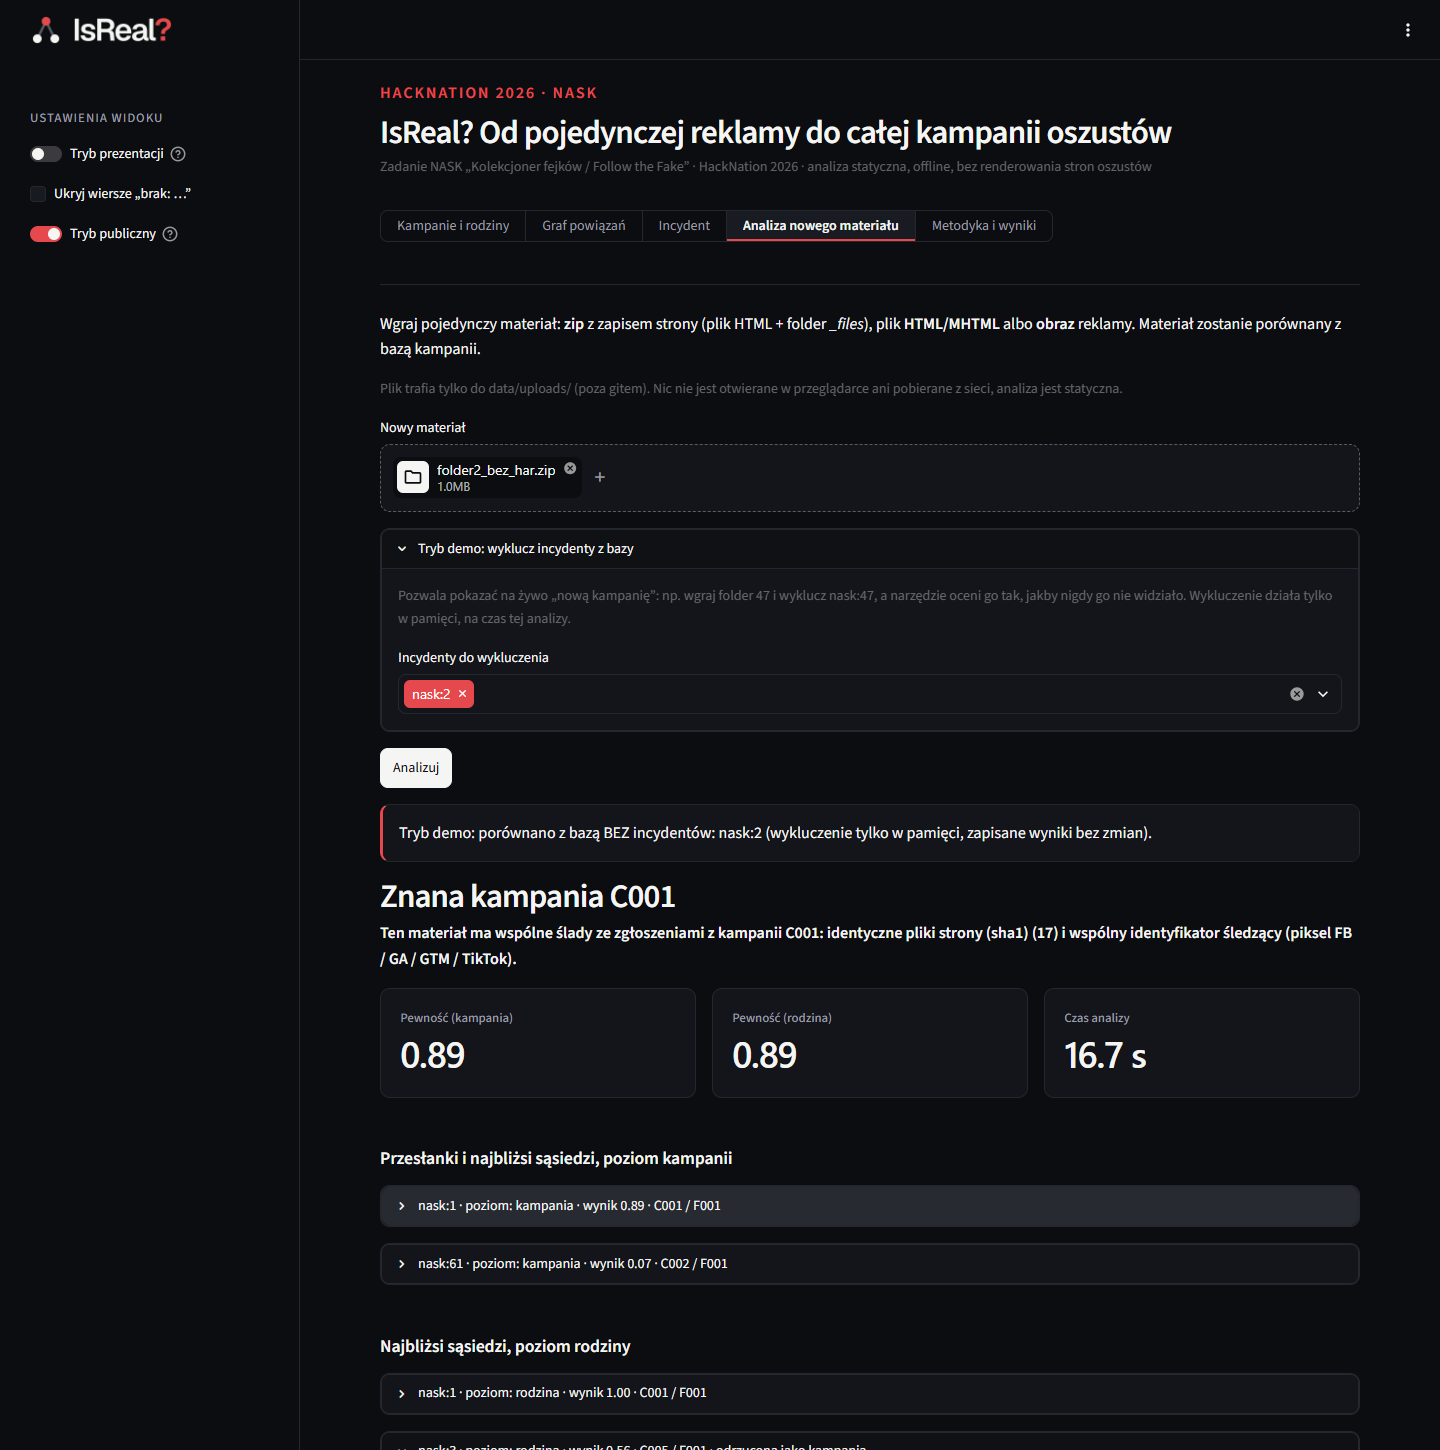 IsReal?
USTAWIENIA WIDOKU
Tryb prezentacji
Ukryj wiersze „brak: ...”
Tryb publiczny
HACKNATION 2026 · NASK
IsReal? Od pojedynczej reklamy do całej kampanii oszustów
Zadanie NASK „Kolekcjoner fejków / Follow the Fake” · HackNation 2026 · analiza statyczna, offline, bez renderowania stron oszustów
Kampanie i rodziny
Graf powiązań
Incydent
Analiza nowego materiału
Metodyka i wyniki
Wgraj pojedynczy materiał: zip z zapisem strony (plik HTML + folder _files), plik HTML/MHTML albo obraz reklamy. Materiał zostanie porównany z
bazą kampanii.
Plik trafia tylko do data/uploads/ (poza gitem). Nic nie jest otwierane w przeglądarce ani pobierane z sieci, analiza jest statyczna.
Nowy materiał
folder2_bez_har.zip
1.0MB
Tryb demo: wyklucz incydenty z bazy
Pozwala pokazać na żywo „nową kampanię”: np. wgraj folder 47 i wyklucz nask:47, a narzędzie oceni go tak, jakby nigdy go nie widziało. Wykluczenie działa tylko
w pamięci, na czas tej analizy.
Incydenty do wykluczenia
nask:2
Analizuj
Tryb demo: porównano z bazą BEZ incydentów: nask:2 (wykluczenie tylko w pamięci, zapisane wyniki bez zmian).
Znana kampania C001
Ten materiał ma wspólne ślady ze zgłoszeniami z kampanii C001: identyczne pliki strony (sha1) (17) i wspólny identyfikator śledzący (piksel FB
/ GA / GTM / TikTok).
Pewność (kampania)
0.89
Pewność (rodzina)
0.89
Czas analizy
16.7 s
Przesłanki i najbliżsi sąsiedzi, poziom kampanii
nask:1 · poziom: kampania · wynik 0.89 · C001 / F001
nask:61 · poziom: kampania · wynik 0.07 · C002 / F001
Najbliżsi sąsiedzi, poziom rodziny
nask:1 · poziom: rodzina · wynik 1.00 · C001 / F001